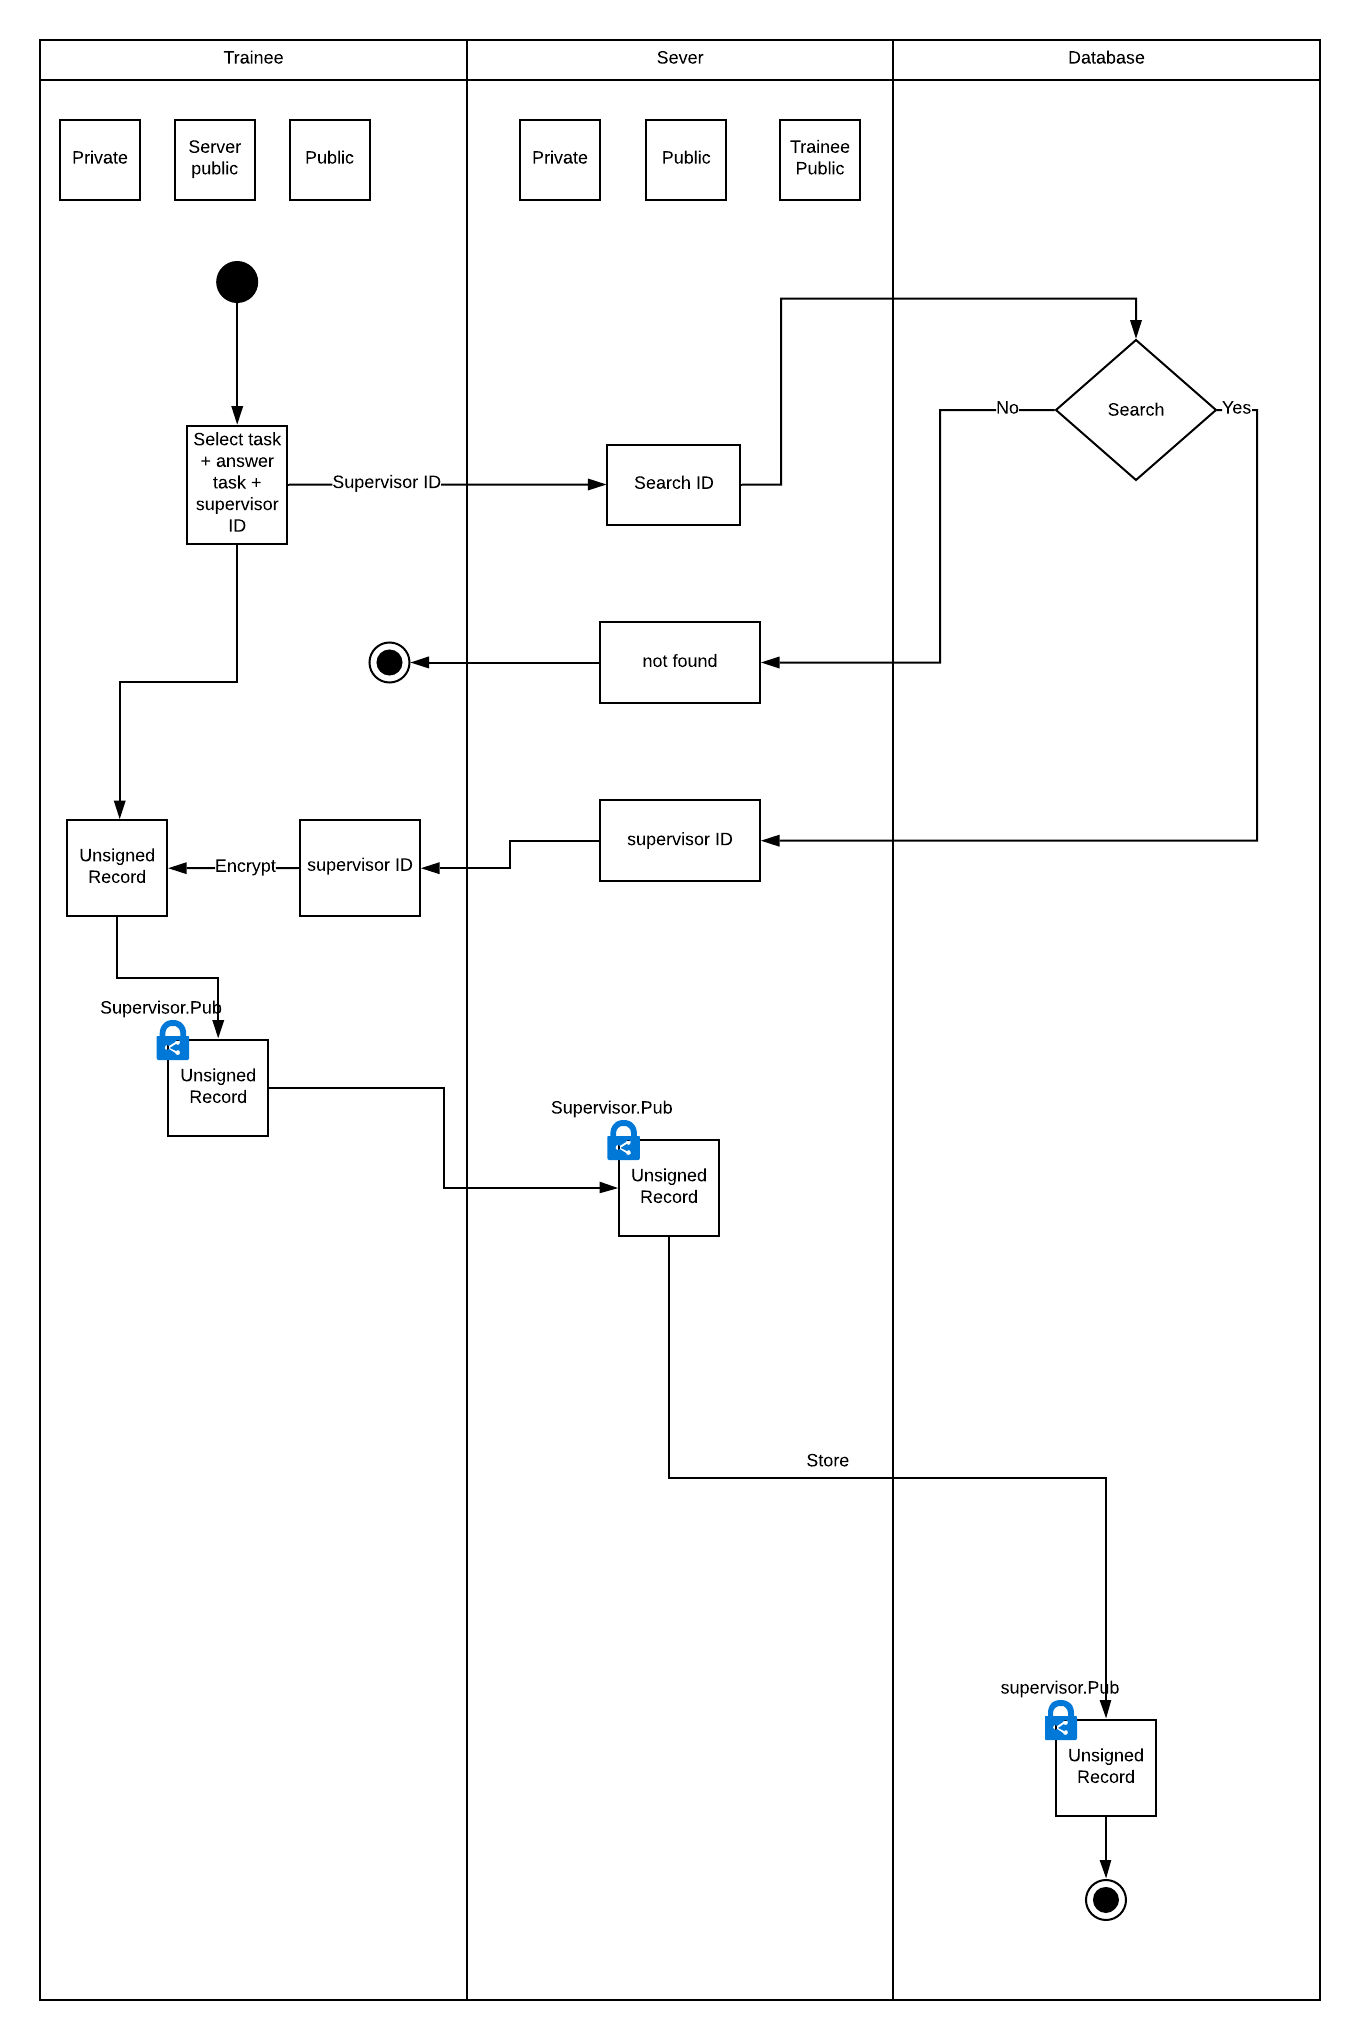 Trainee
Sever
Database
Private
Server
public
Public
Private
Public
Trainee
Public
Select task
+ answer
task +
supervisor
ID
Supervisor ID
Search ID
No
Search
Yes
not found
Unsigned
Record
Encrypt
supervisor ID
supervisor ID
Supervisor.Pub
Unsigned
Record
Supervisor.Pub
Unsigned
Record
Store
supervisor.Pub
Unsigned
Record